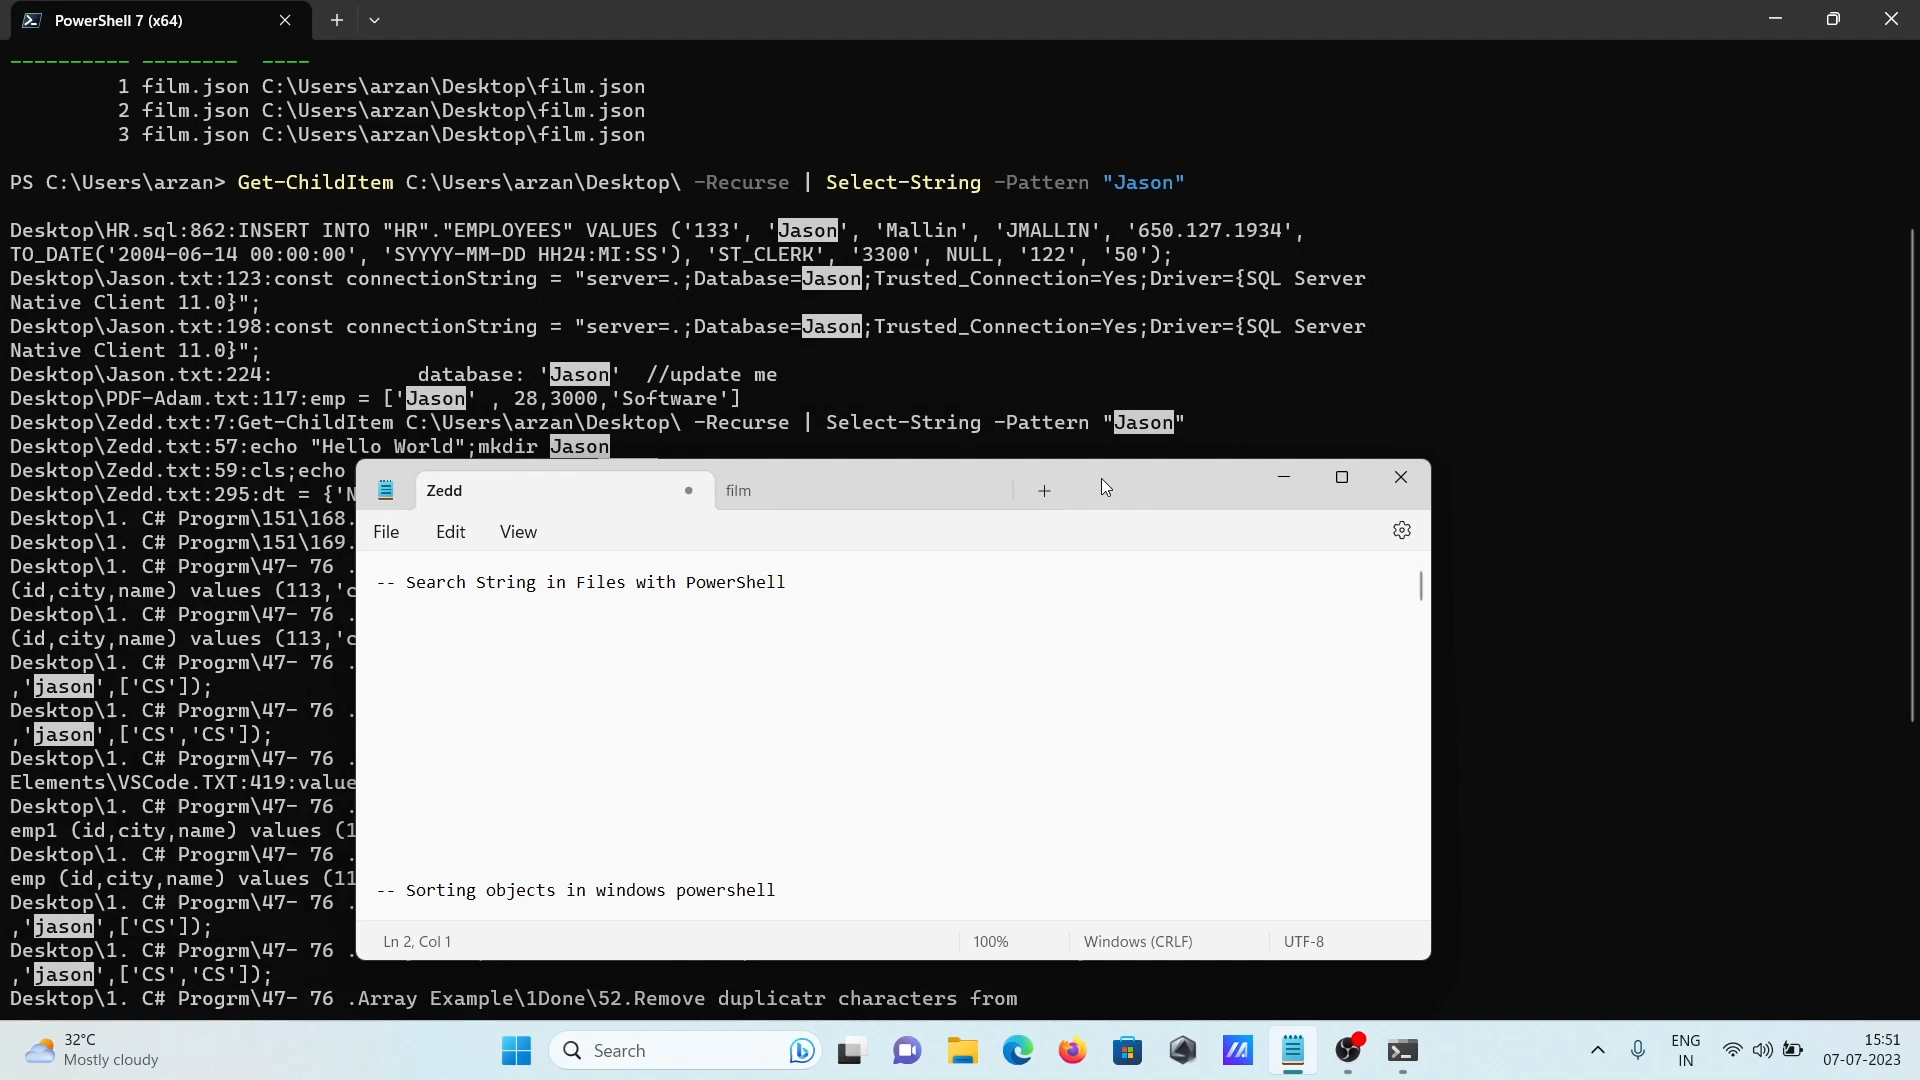 PowerShell 7 (x64)
---------- -------- ----
1 film.json C:\Users\arzan\Desktop\film.json
2 film.json C:\Users\arzan\Desktop\film.json
3 film.json C:\Users\arzan\Desktop\film.json
PS C:\Users\arzan> Get-ChildItem C:\Users\arzan\Desktop\ -Recurse | Select-String -Pattern "Jason"
Desktop\HR.sql:862:INSERT INTO "HR"."EMPLOYEES" VALUES ('133', 'Jason', 'Mallin', 'JMALLIN', '650.127.1934',
TO_DATE('2004-06-14 00:00:00', 'SYYYY-MM-DD HH24:MI:SS'), 'ST_CLERK', '3300', NULL, '122', '50');
Desktop\Jason.txt:123:const connectionString = "server=.;Database=Jason;Trusted_Connection=Yes;Driver={SQL Server
Native Client 11.0}";
Desktop\Jason.txt:198:const connectionString = "server=.;Database=Jason;Trusted_Connection=Yes;Driver={SQL Server
Native Client 11.0}";
Desktop\Jason.txt:224:            database: 'Jason'  //update me
Desktop\PDF-Adam.txt:117:emp = ['Jason' , 28,3000,'Software']
Desktop\Zedd.txt:7:Get-ChildItem C:\Users\arzan\Desktop\ -Recurse | Select-String -Pattern "Jason"
Desktop\Zedd.txt:57:echo "Hello World";mkdir Jason
Desktop\Zedd.txt:59:cls;echo
Desktop\Zedd.txt:295:dt = {'N
Desktop\1. C# Progrm\151\168.
Desktop\1. C# Progrm\151\169.
Desktop\1. C# Progrm\47- 76 .
(id,city,name) values (113,'c
Desktop\1. C# Progrm\47- 76 .
(id,city,name) values (113,'c
Desktop\1. C# Progrm\47- 76 .
,'jason',['CS']);
Desktop\1. C# Progrm\47- 76 .
,'jason',['CS','CS']);
Desktop\1. C# Progrm\47- 76 .
Elements\VSCode.TXT:419:value
Desktop\1. C# Progrm\47- 76 .
emp1 (id,city,name) values (1
Desktop\1. C# Progrm\47- 76 .
emp (id,city,name) values (11
Desktop\1. C# Progrm\47- 76 .
,'jason',['CS']);
Desktop\1. C# Progrm\47- 76 .
,'jason',['CS','CS']);
Desktop\1. C# Progrm\47- 76 .Array Example\1Done\52.Remove duplicatr characters from
Zedd
film
File Edit View
-- Search String in Files with PowerShell
-- Sorting objects in windows powershell
Ln 2, Col 1
100%
Windows (CRLF)
UTF-8
32°C
Mostly cloudy
Search
ENG
IN
15:51
07-07-2023